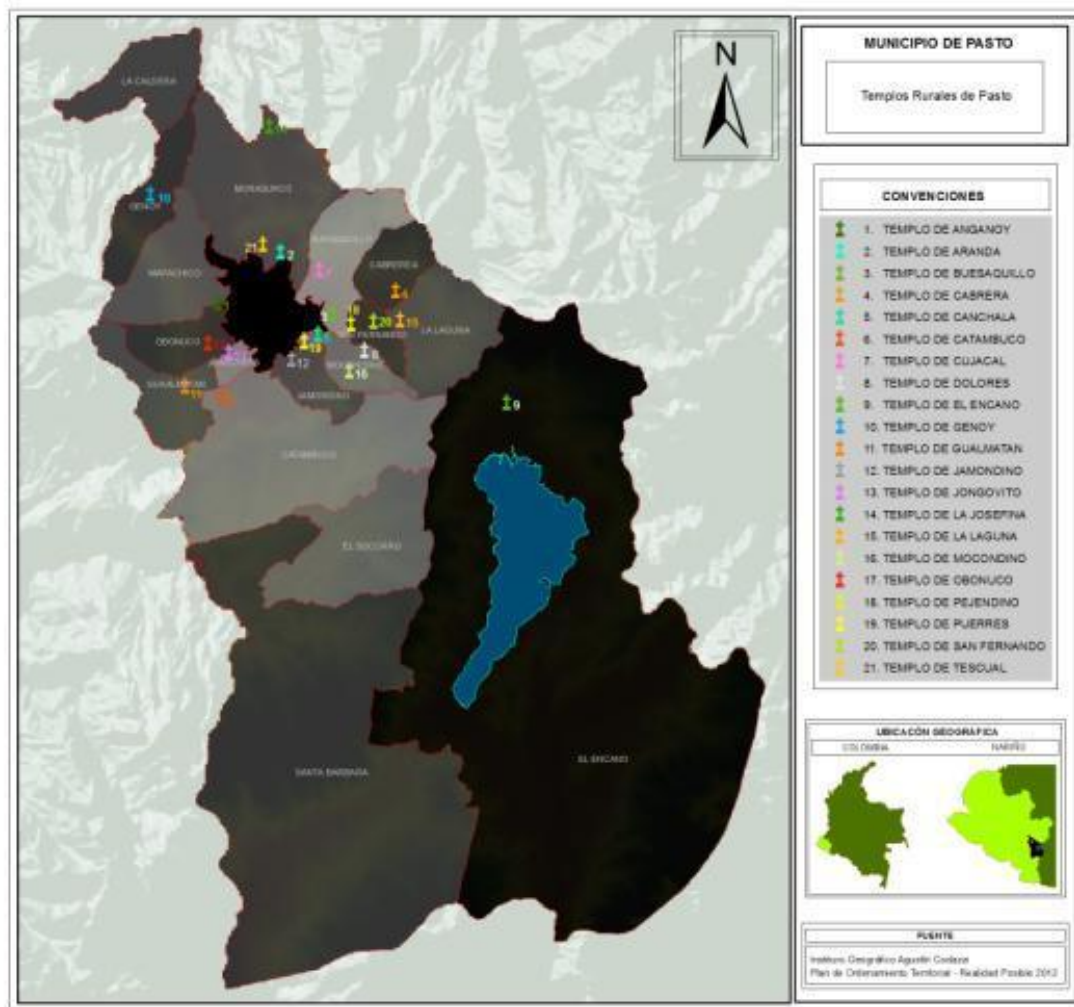 N
MUNICIPIO DE PASTO
Templos Rurales de Pasto
CONVENCIONES
1. TEMPLO DE ANGANOY
2. TEMPLO DE ARANDA
3. TEMPLO DE BUESAQUILLO
4. TEMPLO DE CABRERA
5. TEMPLO DE CANCHALA
6. TEMPLO DE CATAMBUCO
7. TEMPLO DE CUJACAL
8. TEMPLO DE DOLORES
9. TEMPLO DE EL ENCANO
10. TEMPLO DE GENOY
11. TEMPLO DE GUALMATAN
12. TEMPLO DE JAMONDINO
13. TEMPLO DE JONGOVITO
14. TEMPLO DE LA JOSEFINA
15. TEMPLO DE LA LAGUNA
16. TEMPLO DE MOCONDINO
17. TEMPLO DE OBONUCO
18. TEMPLO DE PEJENDINO
19. TEMPLO DE PUERRES
20. TEMPLO DE SAN FERNANDO
21. TEMPLO DE TESCUAL
UBICACIÓN GEOGRÁFICA
COLOMBIA
NARIÑO
FUENTE
Instituto Geográfico Agustín Codazzi
Plan de Ordenamiento Territorial - Realidad Posible 2012
LA CALDERA
MORASURCO
10
GENOY
21
2
MAPACHICO
CABRERA
4
18
20
15
LA LAGUNA
OBONUCO
19
8
12
16
11
JAMONDINO
9
CATAMBUCO
EL SOCORRO
SANTA BARBARA
EL ENCANO